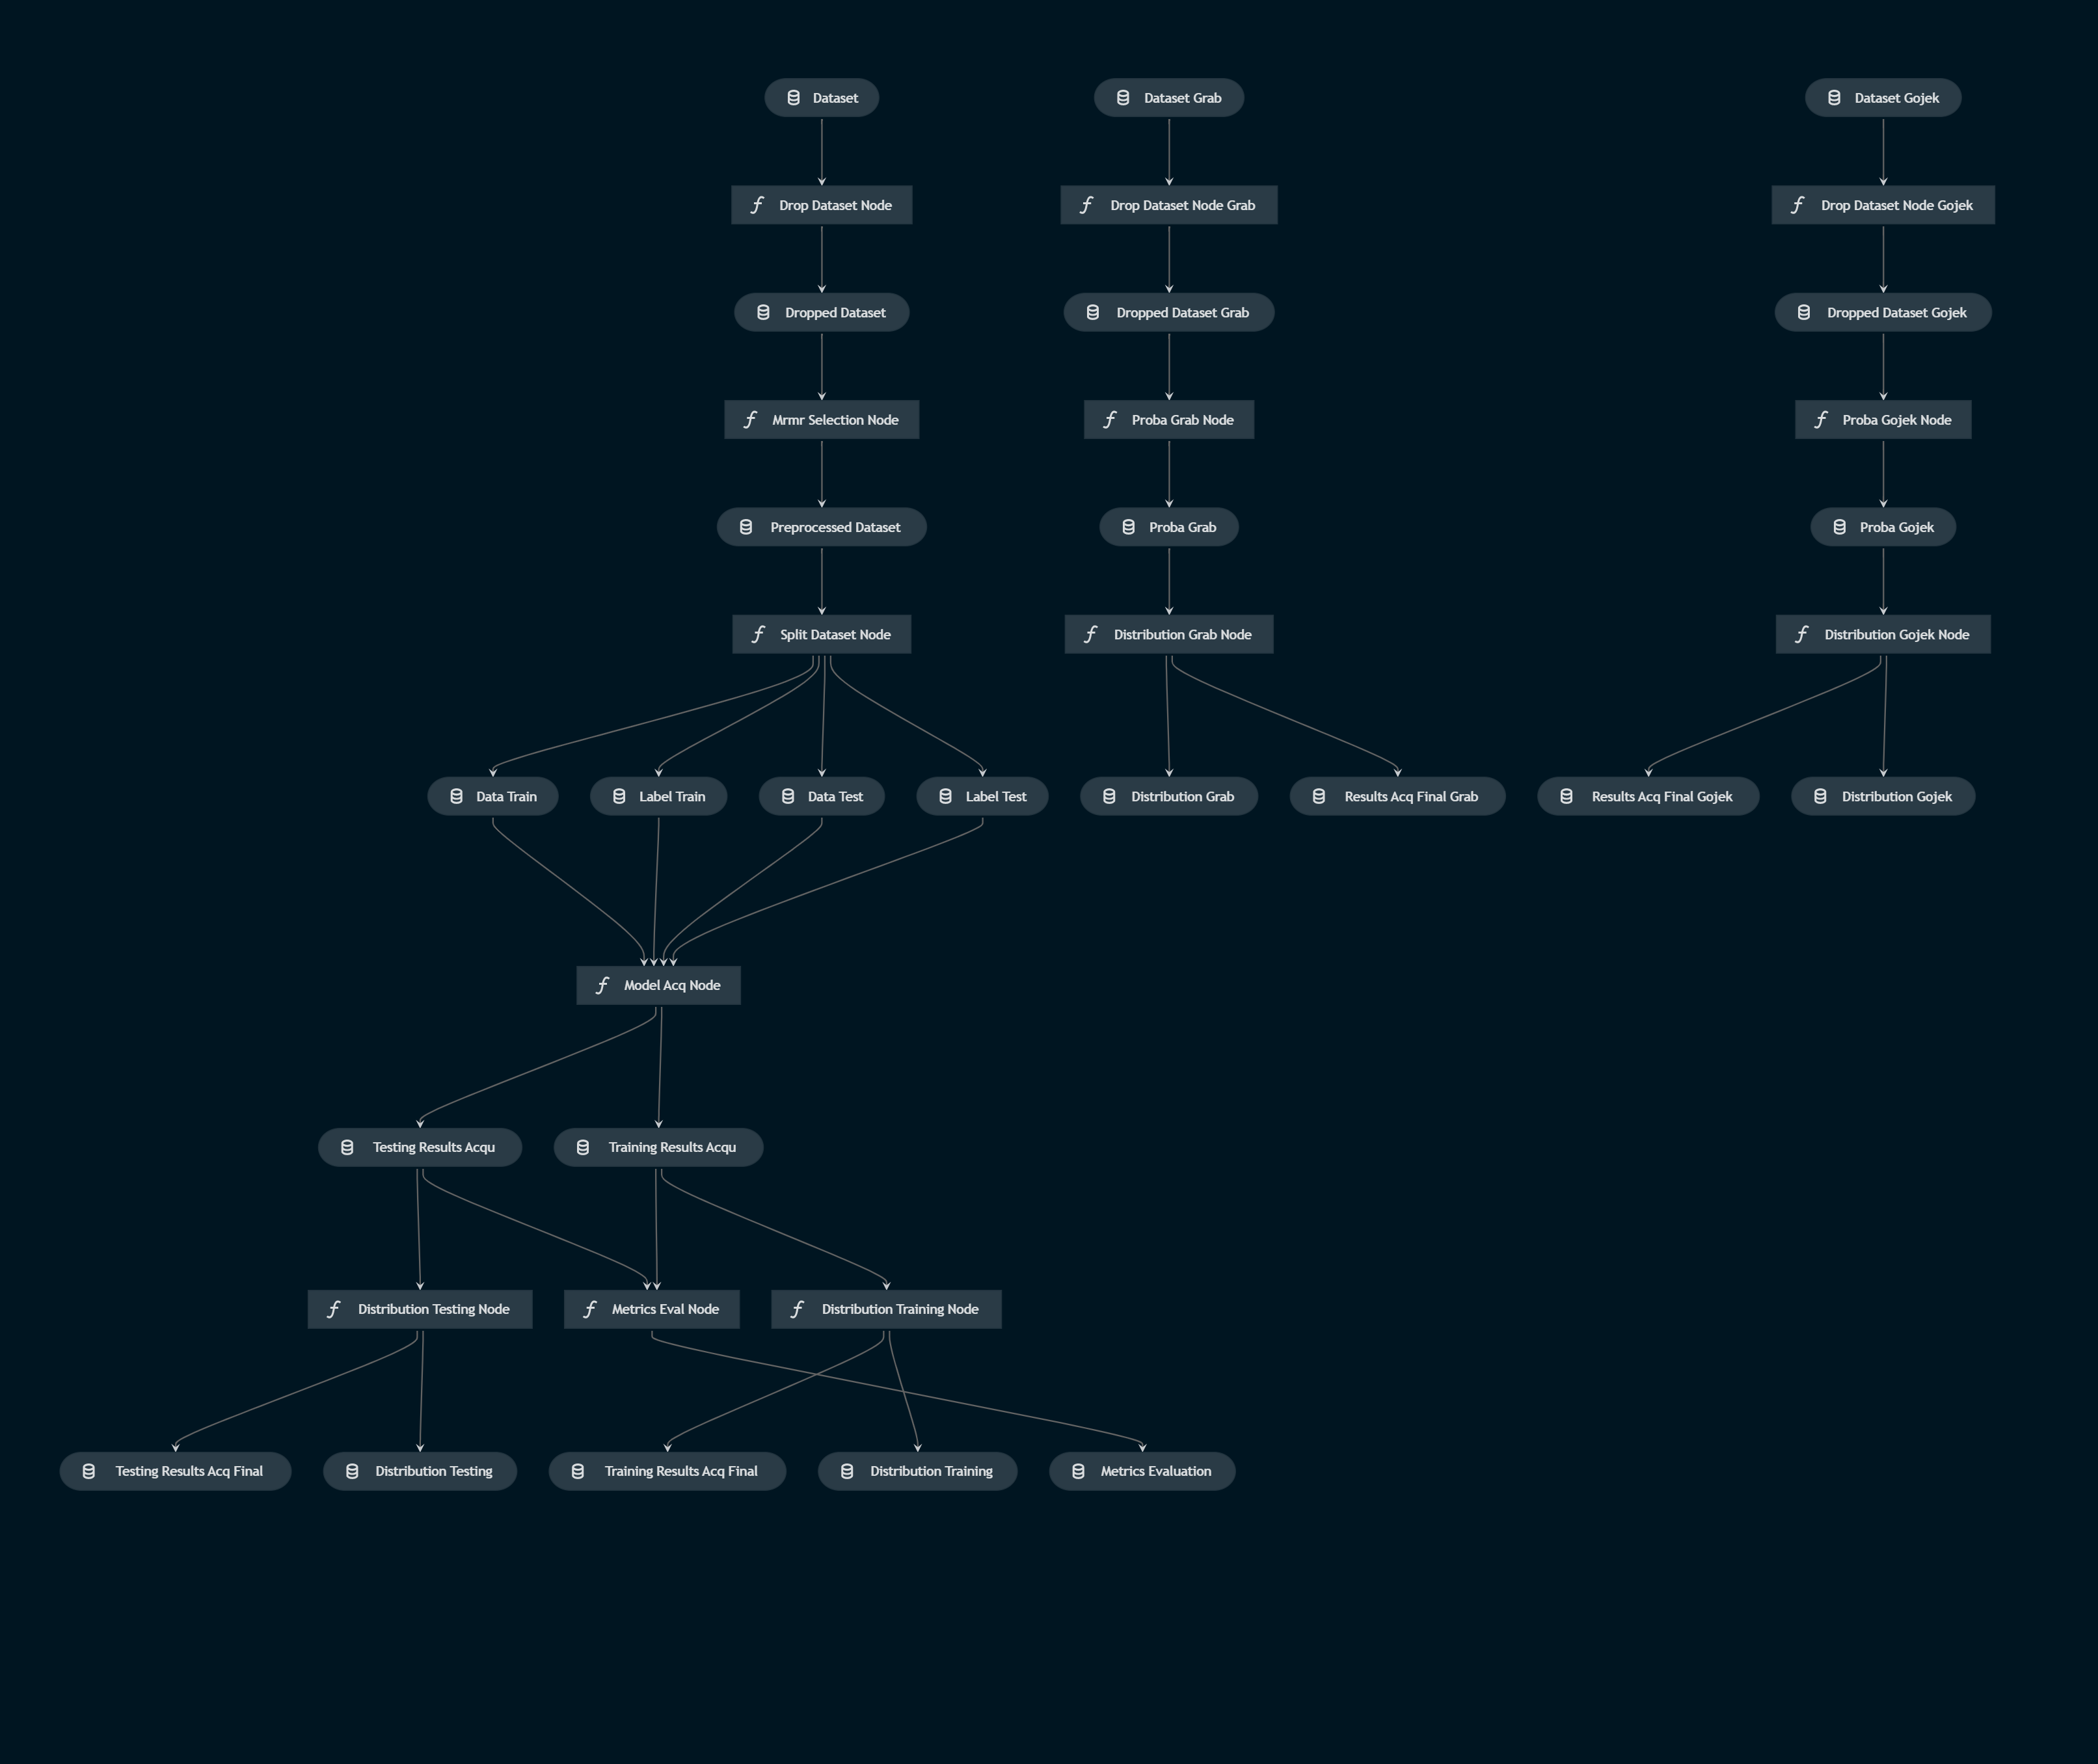 Dataset
Dataset Grab
Dataset Gojek
Drop Dataset Node
Drop Dataset Node Grab
Drop Dataset Node Gojek
Dropped Dataset
Dropped Dataset Grab
Dropped Dataset Gojek
Mrmr Selection Node
Proba Grab Node
Proba Gojek Node
Preprocessed Dataset
Proba Grab
Proba Gojek
Split Dataset Node
Distribution Grab Node
Distribution Gojek Node
Data Train
Label Train
Data Test
Label Test
Distribution Grab
Results Acq Final Grab
Results Acq Final Gojek
Distribution Gojek
Model Acq Node
Testing Results Acqu
Training Results Acqu
Distribution Testing Node
Metrics Eval Node
Distribution Training Node
Testing Results Acq Final
Distribution Testing
Training Results Acq Final
Distribution Training
Metrics Evaluation